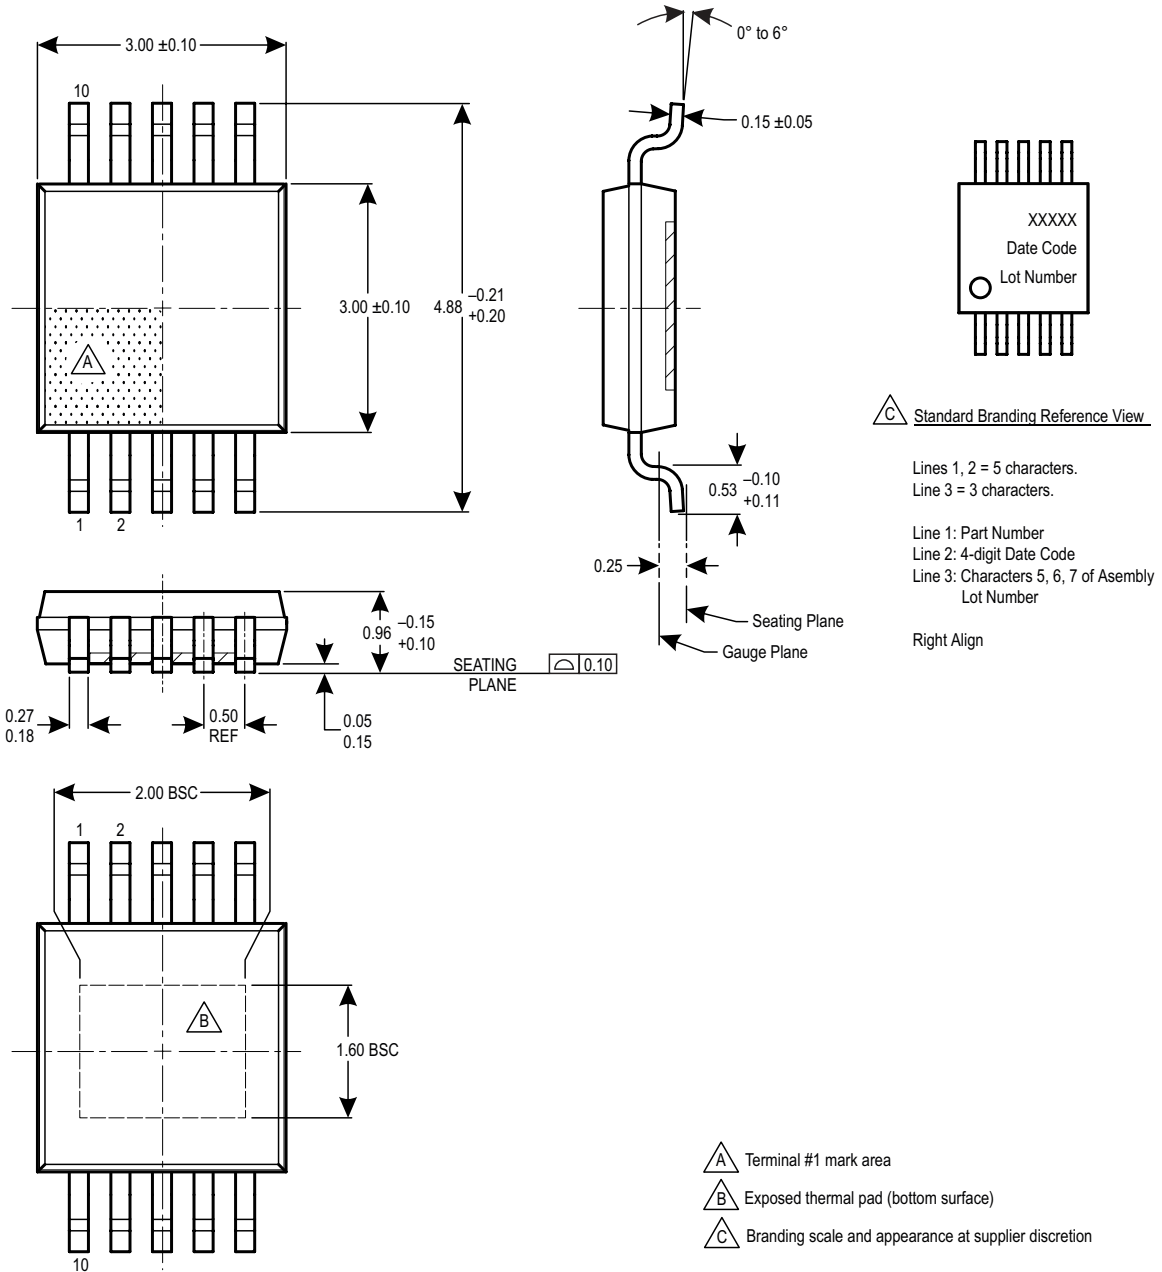 3.00 ±0.10
0° to 6°
10
0.15 ±0.05
XXXXX
Date Code
Lot Number
3.00 ±0.10
4.88 –0.21
+0.20
A
C Standard Branding Reference View
Lines 1, 2 = 5 characters.
Line 3 = 3 characters.
0.53 –0.10
+0.11
1 2
Line 1: Part Number
Line 2: 4-digit Date Code
Line 3: Characters 5, 6, 7 of Asembly
Lot Number
Right Align
0.25
Seating Plane
Gauge Plane
0.96 –0.15
+0.10
SEATING
PLANE
0.10
0.27
0.18
0.50
REF
0.05
0.15
2.00 BSC
1 2
B
1.60 BSC
10
A Terminal #1 mark area
B Exposed thermal pad (bottom surface)
C Branding scale and appearance at supplier discretion